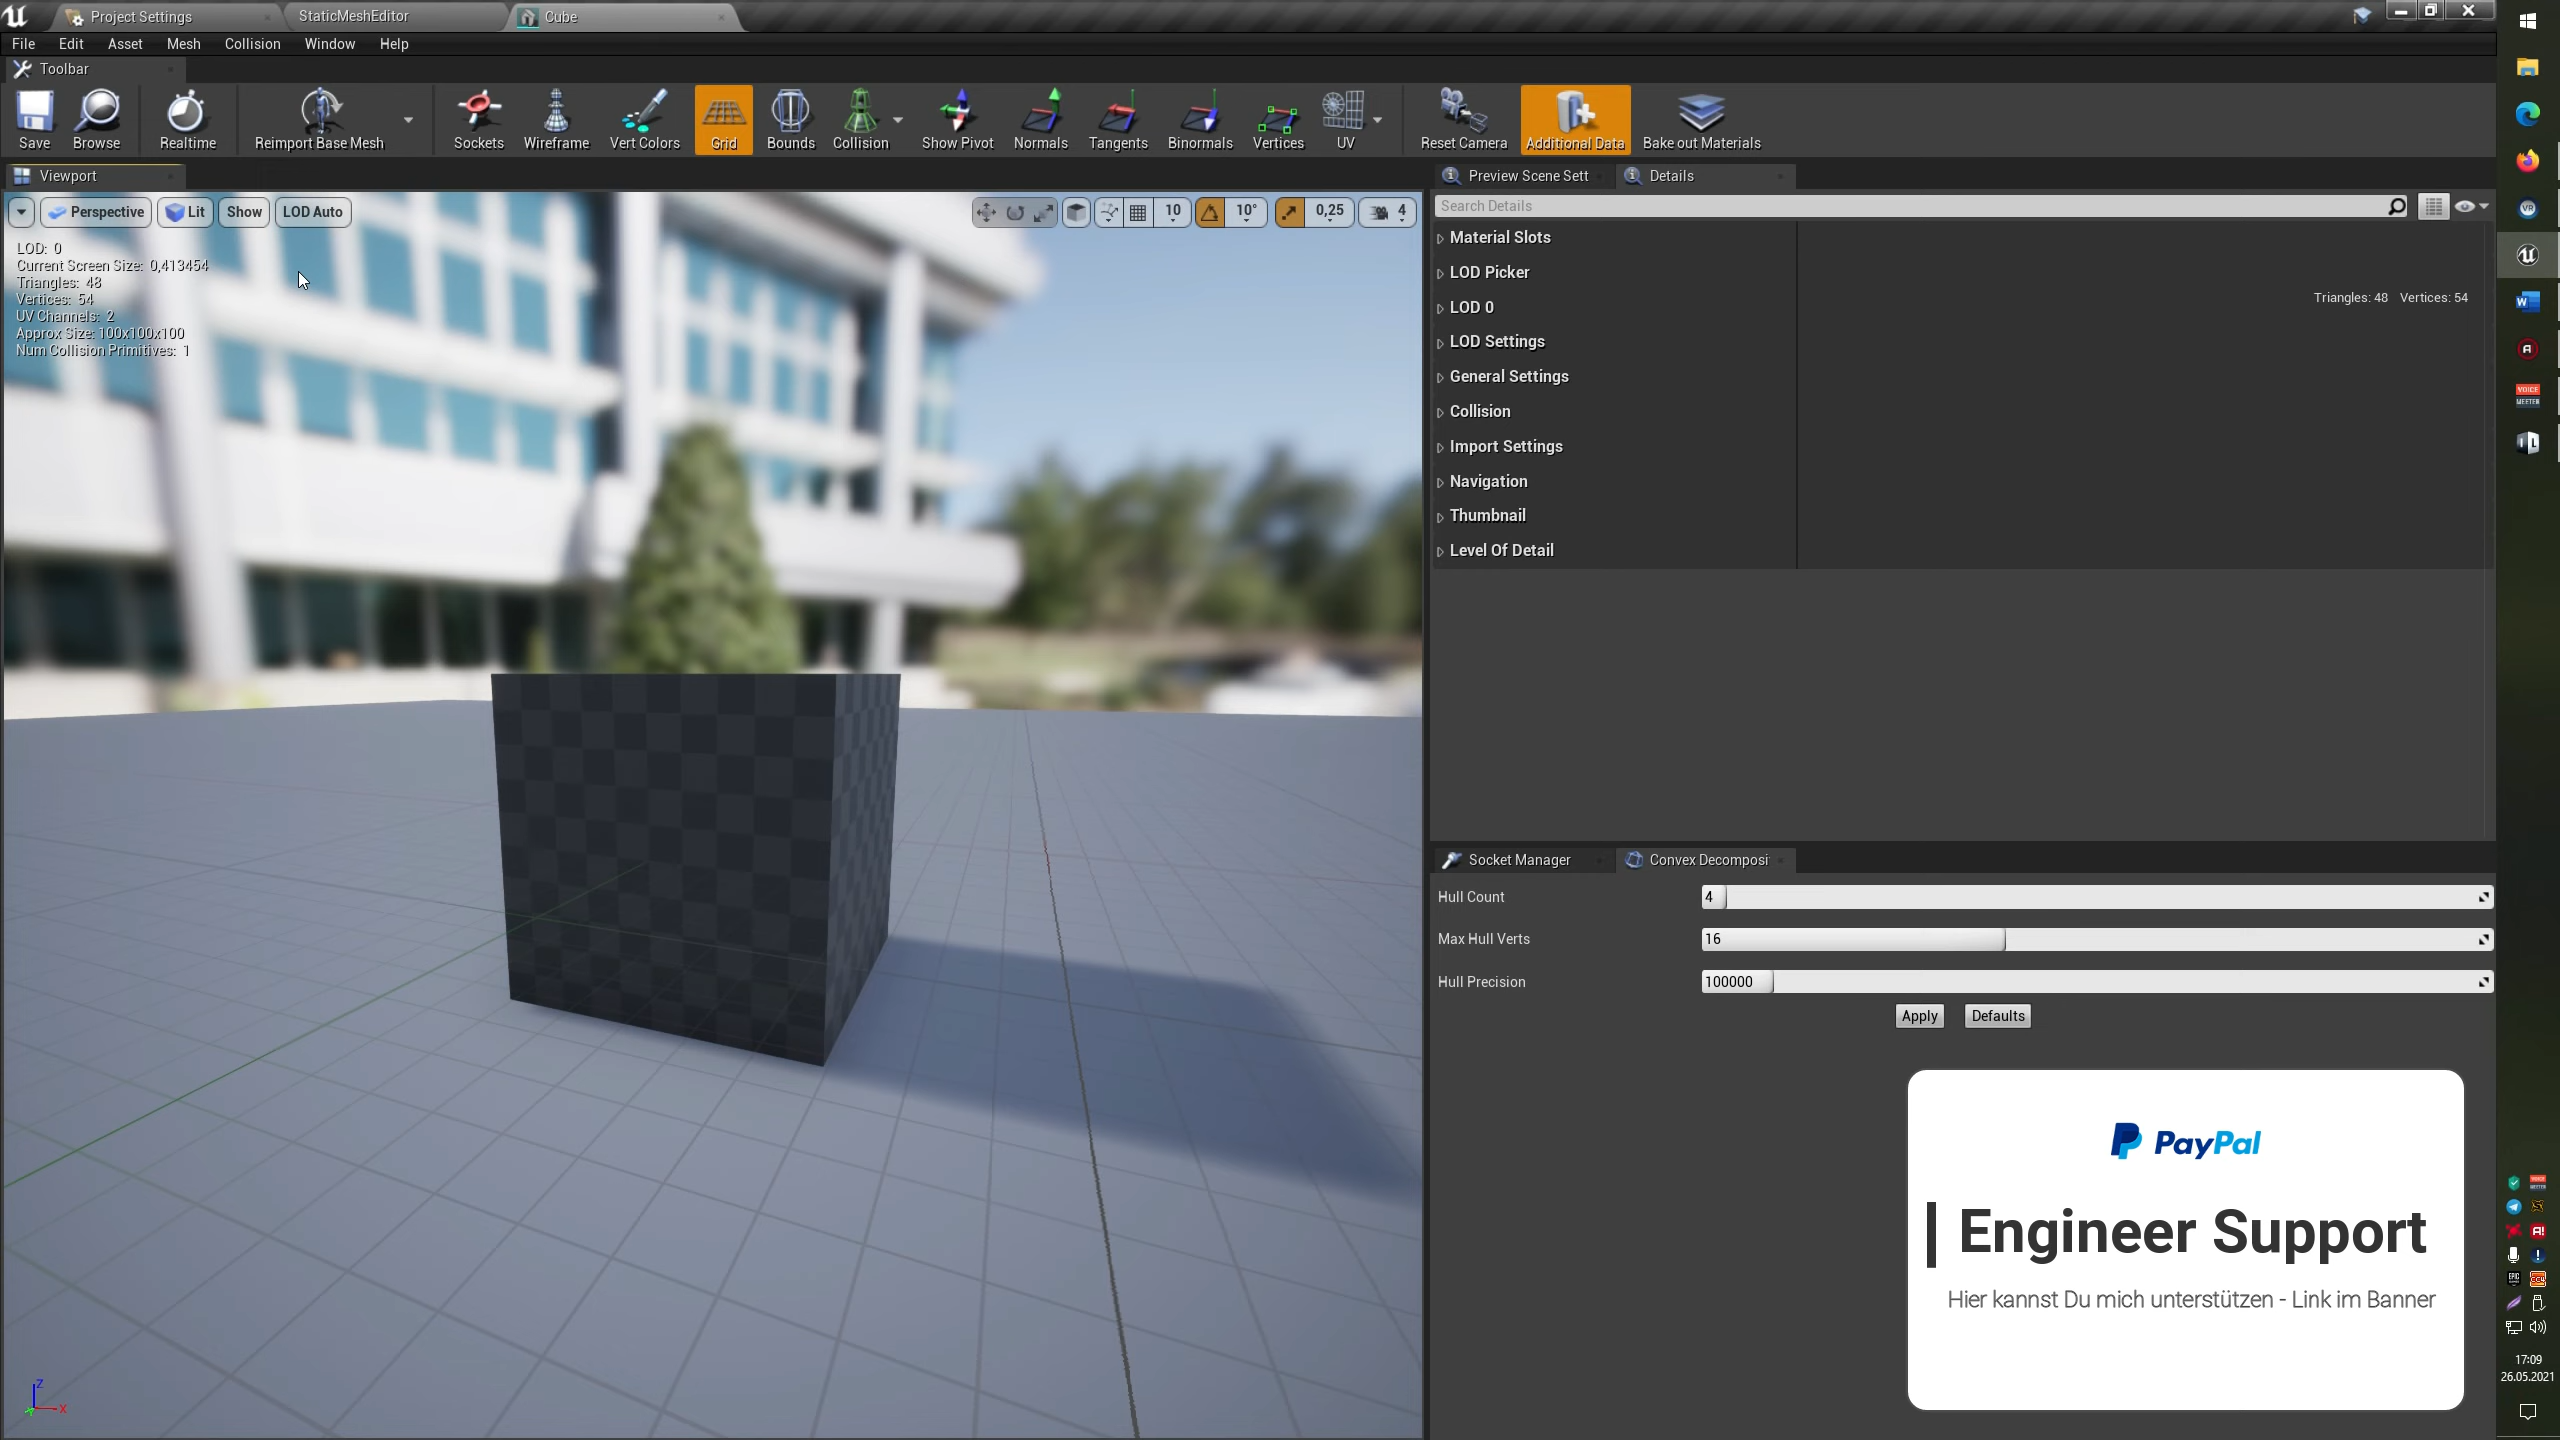 Project Settings
StaticMeshEditor
Cube
File Edit Asset Mesh Collision Window Help
Toolbar
Save
Browse
Realtime
Reimport Base Mesh
Sockets
Wireframe
Vert Colors
Grid
Bounds
Collision
Show Pivot
Normals
Tangents
Binormals
Vertices
UV
Reset Camera
Additional Data
Bake out Materials
Viewport
Perspective
Lit
Show
LOD Auto
10
10°
0,25
4
LOD: 0
Current Screen Size: 0,413454
Triangles: 48
Vertices: 54
UV Channels: 2
Approx Size: 100x100x100
Num Collision Primitives: 1
Z
X
Preview Scene Sett
Details
Search Details
Material Slots
LOD Picker
LOD 0
Triangles: 48 Vertices: 54
LOD Settings
General Settings
Collision
Import Settings
Navigation
Thumbnail
Level Of Detail
Socket Manager
Convex Decomposi
Hull Count
4
Max Hull Verts
16
Hull Precision
100000
Apply
Defaults
PayPal
Engineer Support
Hier kannst Du mich unterstützen - Link im Banner
17:09
26.05.2021